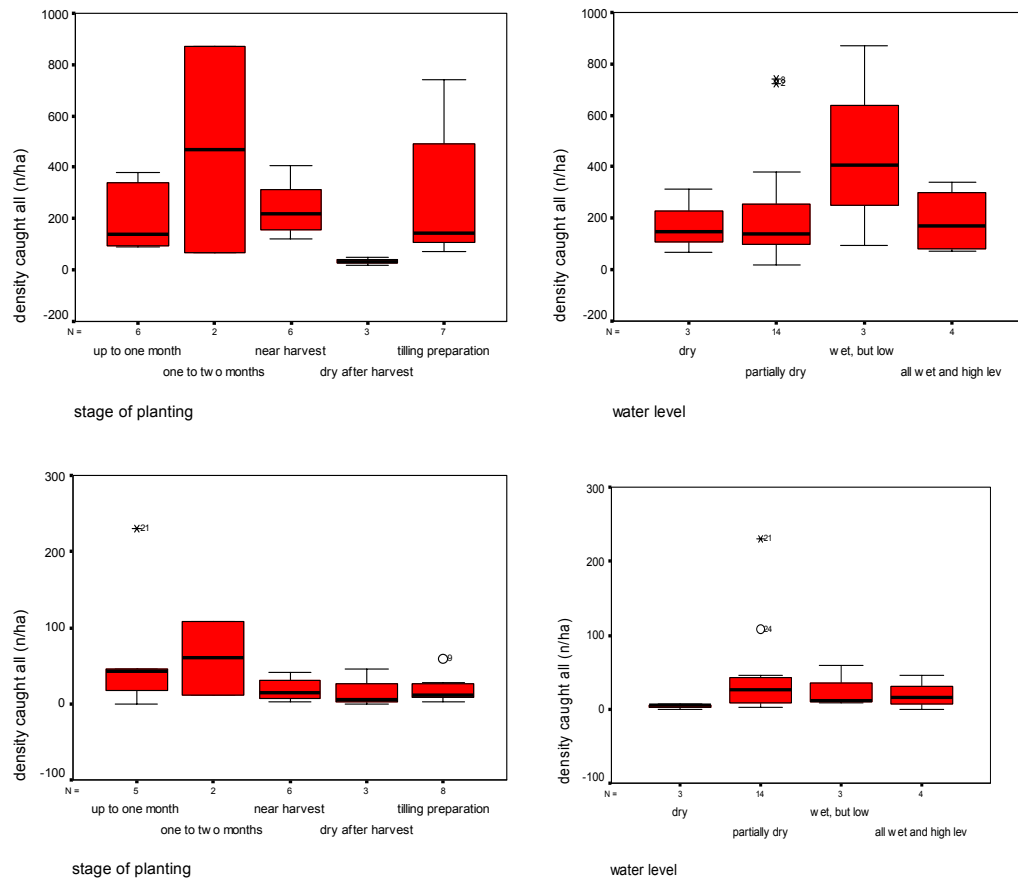 density caught all (n/ha)
1000
800
600
400
200
0
-200
N = 6 2 6 3 7
up to one month near harvest tilling preparation
one to two months dry after harvest
stage of planting
density caught all (n/ha)
1000
800
600
400
200
0
-200
2
N = 3 14 3 4
dry wet, but low
partially dry all wet and high lev
water level
density caught all (n/ha)
300
200
100
0
-100
21
9
N = 5 2 6 3 8
up to one month near harvest tilling preparation
one to two months dry after harvest
stage of planting
density caught all (n/ha)
300
200
100
0
-100
21
24
N = 3 14 3 4
dry wet, but low
partially dry all wet and high lev
water level